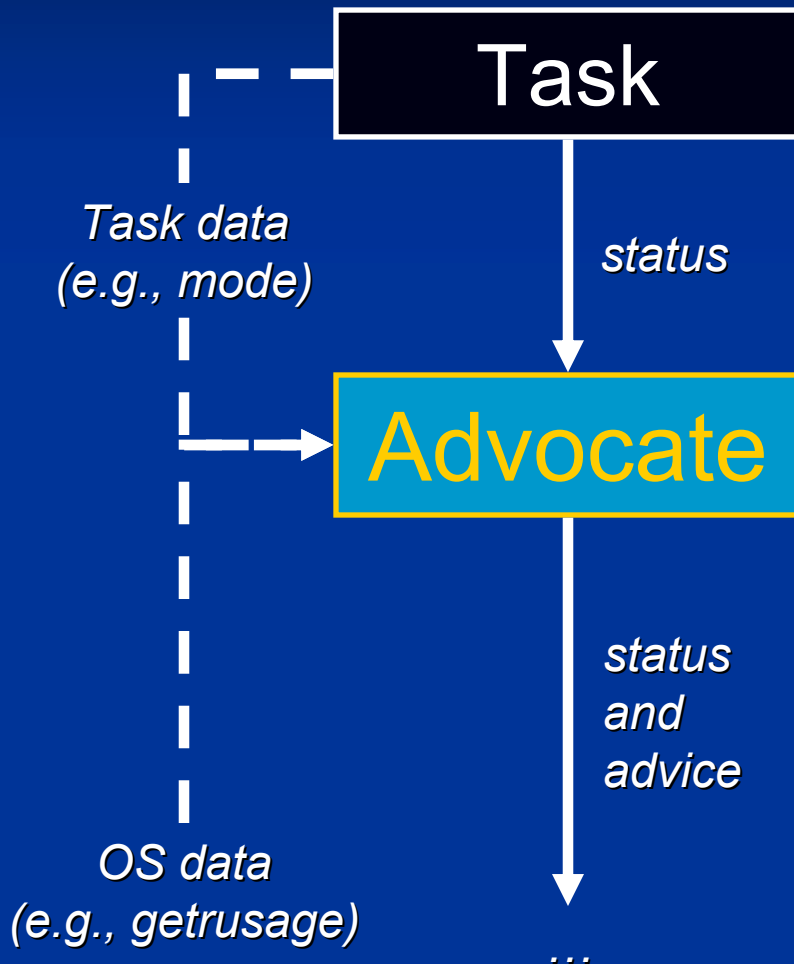 Task
Task data
(e.g., mode)
status
Advocate
status
and
advice
OS data
(e.g., getrusage)
...